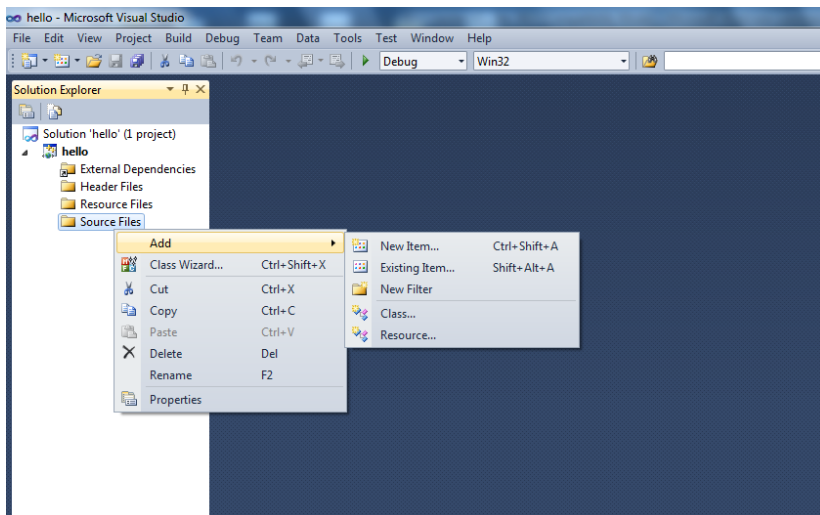 hello - Microsoft Visual Studio
File Edit View Project Build Debug Team Data Tools Test Window Help
Debug Win32
Solution Explorer
Solution 'hello' (1 project)
hello
External Dependencies
Header Files
Resource Files
Source Files
Add
Class Wizard... Ctrl+Shift+X
Cut Ctrl+X
Copy Ctrl+C
Paste Ctrl+V
Delete Del
Rename F2
Properties
New Item... Ctrl+Shift+A
Existing Item... Shift+Alt+A
New Filter
Class...
Resource...